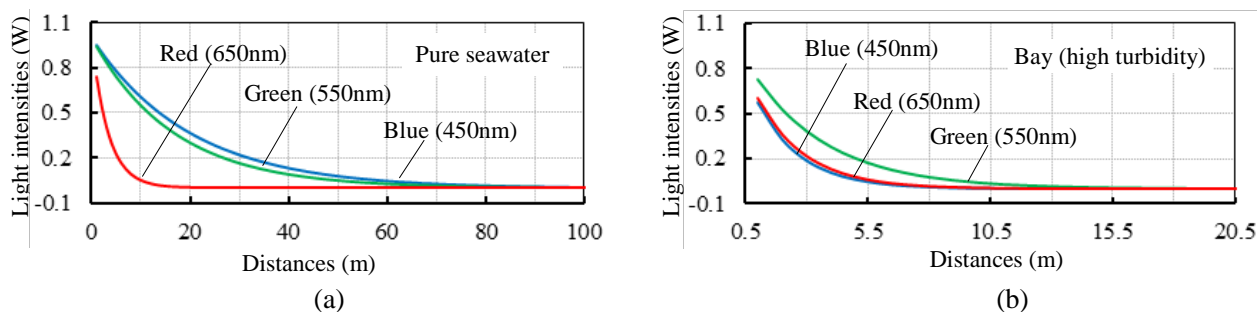 Light intensities (W)
1.1
0.8
0.5
0.2
-0.1
Red (650nm)
Pure seawater
Green (550nm)
Blue (450nm)
0 20 40 60 80 100
Distances (m)
(a)
Light intensities (W)
1.1
0.8
0.5
0.2
-0.1
Blue (450nm)
Bay (high turbidity)
Red (650nm)
Green (550nm)
0.5 5.5 10.5 15.5 20.5
Distances (m)
(b)